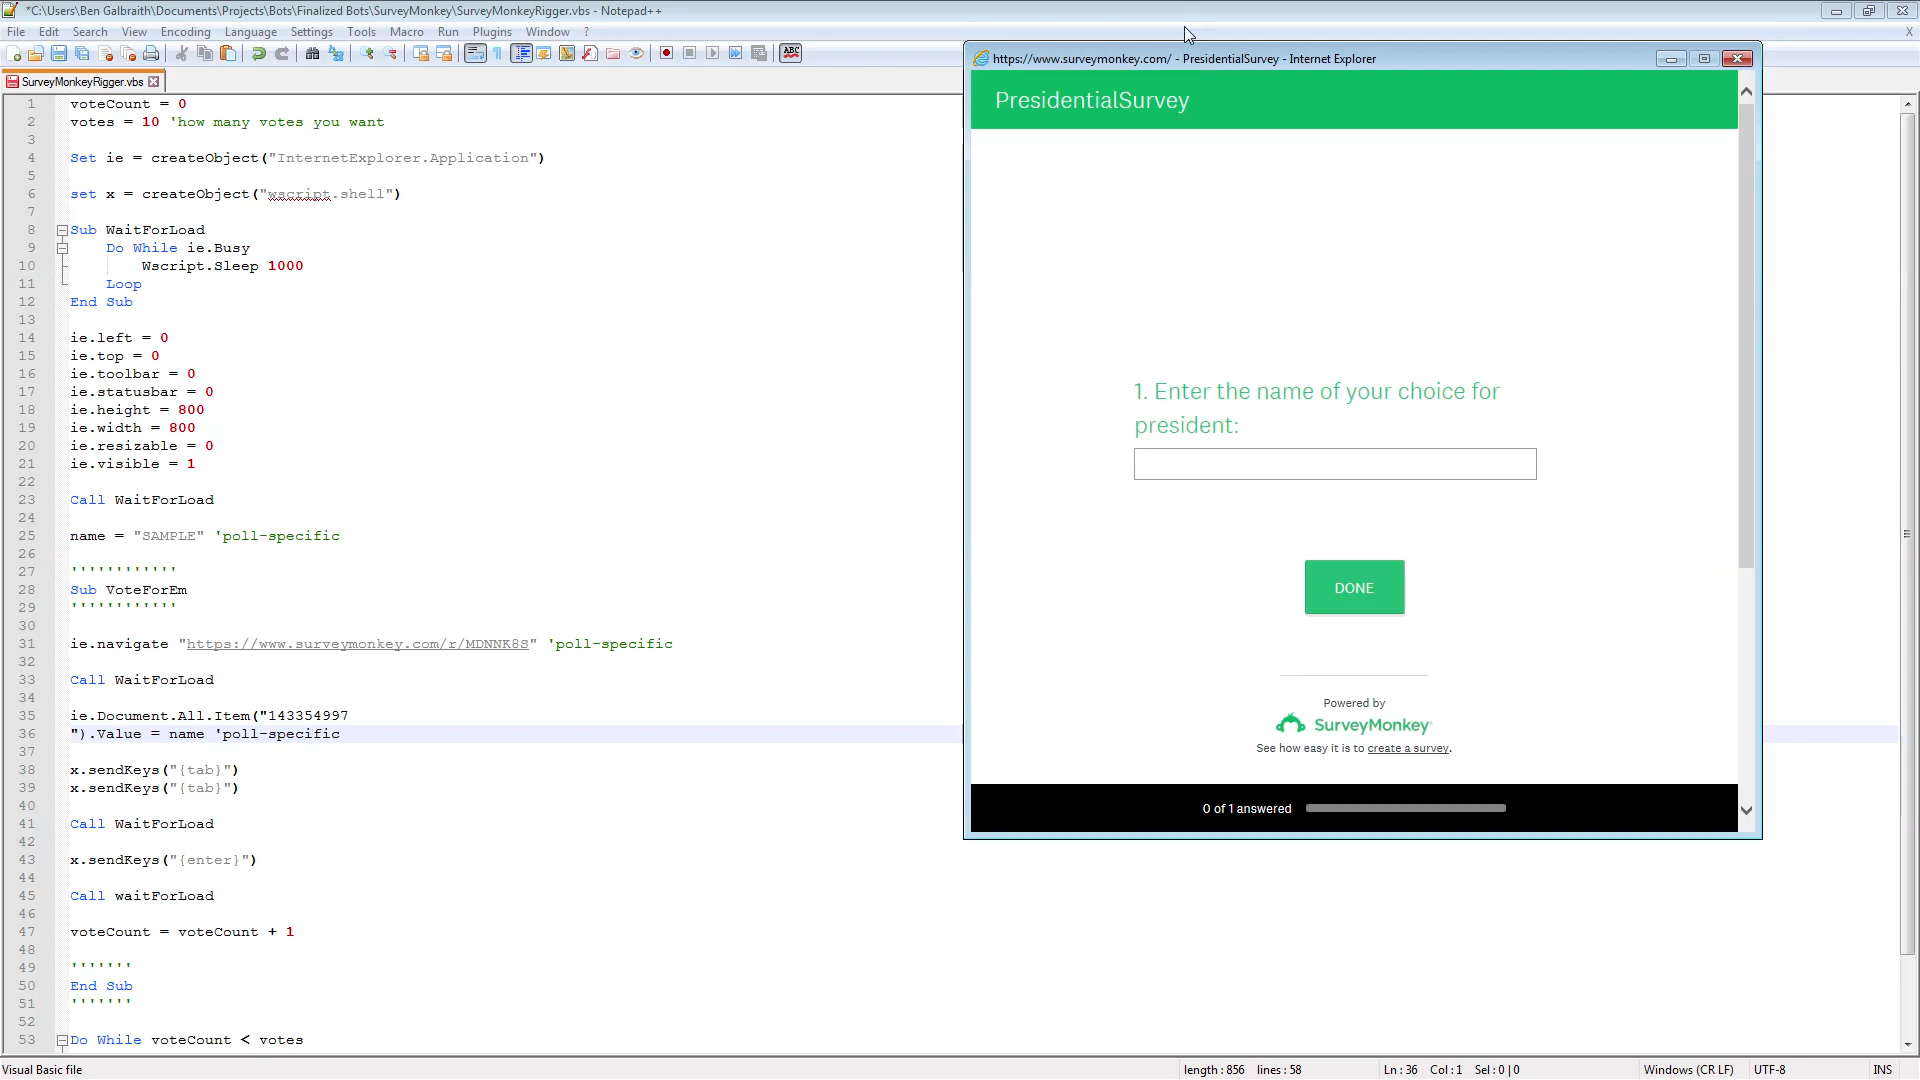 *C:\Users\Ben Galbraith\Documents\Projects\Bots\Finalized Bots\SurveyMonkey\SurveyMonkeyRigger.vbs - Notepad++
File Edit Search View Encoding Language Settings Tools Macro Run Plugins Window ? X
ABC
SurveyMonkeyRigger.vbs
1 voteCount = 0
2 votes = 10 'how many votes you want
3
4 Set ie = createObject("InternetExplorer.Application")
5
6 set x = createObject("wscript.shell")
7
8 Sub WaitForLoad
9 Do While ie.Busy
10 Wscript.Sleep 1000
11 Loop
12 End Sub
13
14 ie.left = 0
15 ie.top = 0
16 ie.toolbar = 0
17 ie.statusbar = 0
18 ie.height = 800
19 ie.width = 800
20 ie.resizable = 0
21 ie.visible = 1
22
23 Call WaitForLoad
24
25 name = "SAMPLE" 'poll-specific
26
27 ''''''''''''
28 Sub VoteForEm
29 ''''''''''''
30
31 ie.navigate "https://www.surveymonkey.com/r/MDNNK8S" 'poll-specific
32
33 Call WaitForLoad
34
35 ie.Document.All.Item("143354997
36 ").Value = name 'poll-specific
37
38 x.sendKeys("{tab}")
39 x.sendKeys("{tab}")
40
41 Call WaitForLoad
42
43 x.sendKeys("{enter}")
44
45 Call waitForLoad
46
47 voteCount = voteCount + 1
48
49 '''''''
50 End Sub
51 '''''''
52
53 Do While voteCount < votes
https://www.surveymonkey.com/ - PresidentialSurvey - Internet Explorer
PresidentialSurvey
1. Enter the name of your choice for
president:
DONE
Powered by
SurveyMonkey
See how easy it is to create a survey.
0 of 1 answered
Visual Basic file length : 856 lines : 58 Ln : 36 Col : 1 Sel : 0 | 0 Windows (CR LF) UTF-8 INS